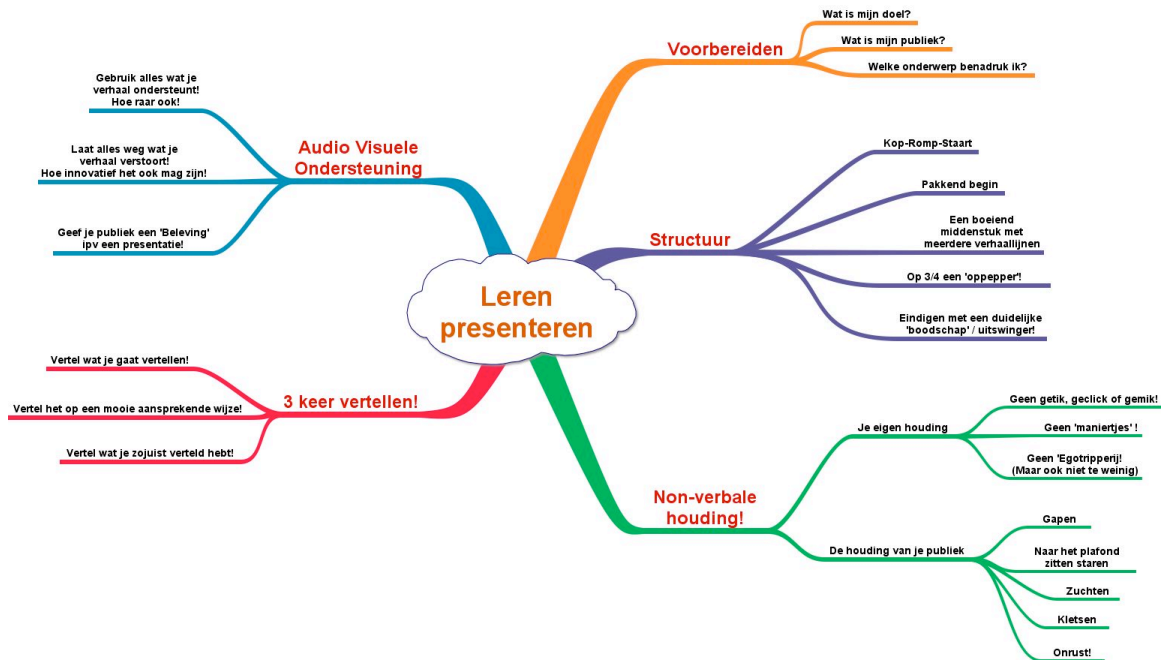 Leren
presenteren
Voorbereiden
Wat is mijn doel?
Wat is mijn publiek?
Welke onderwerp benadruk ik?
Structuur
Kop-Romp-Staart
Pakkend begin
Een boeiend
middenstuk met
meerdere verhaallijnen
Op 3/4 een 'oppepper'!
Eindigen met een duidelijke
'boodschap' / uitswinger!
Non-verbale
houding!
Je eigen houding
Geen getik, geclick of gemik!
Geen 'maniertjes' !
Geen 'Egotripperij!
(Maar ook niet te weinig)
De houding van je publiek
Gapen
Naar het plafond
zitten staren
Zuchten
Kletsen
Onrust!
3 keer vertellen!
Vertel wat je gaat vertellen!
Vertel het op een mooie aansprekende wijze!
Vertel wat je zojuist verteld hebt!
Audio Visuele
Ondersteuning
Gebruik alles wat je
verhaal ondersteunt!
Hoe raar ook!
Laat alles weg wat je
verhaal verstoort!
Hoe innovatief het ook mag zijn!
Geef je publiek een 'Beleving'
ipv een presentatie!